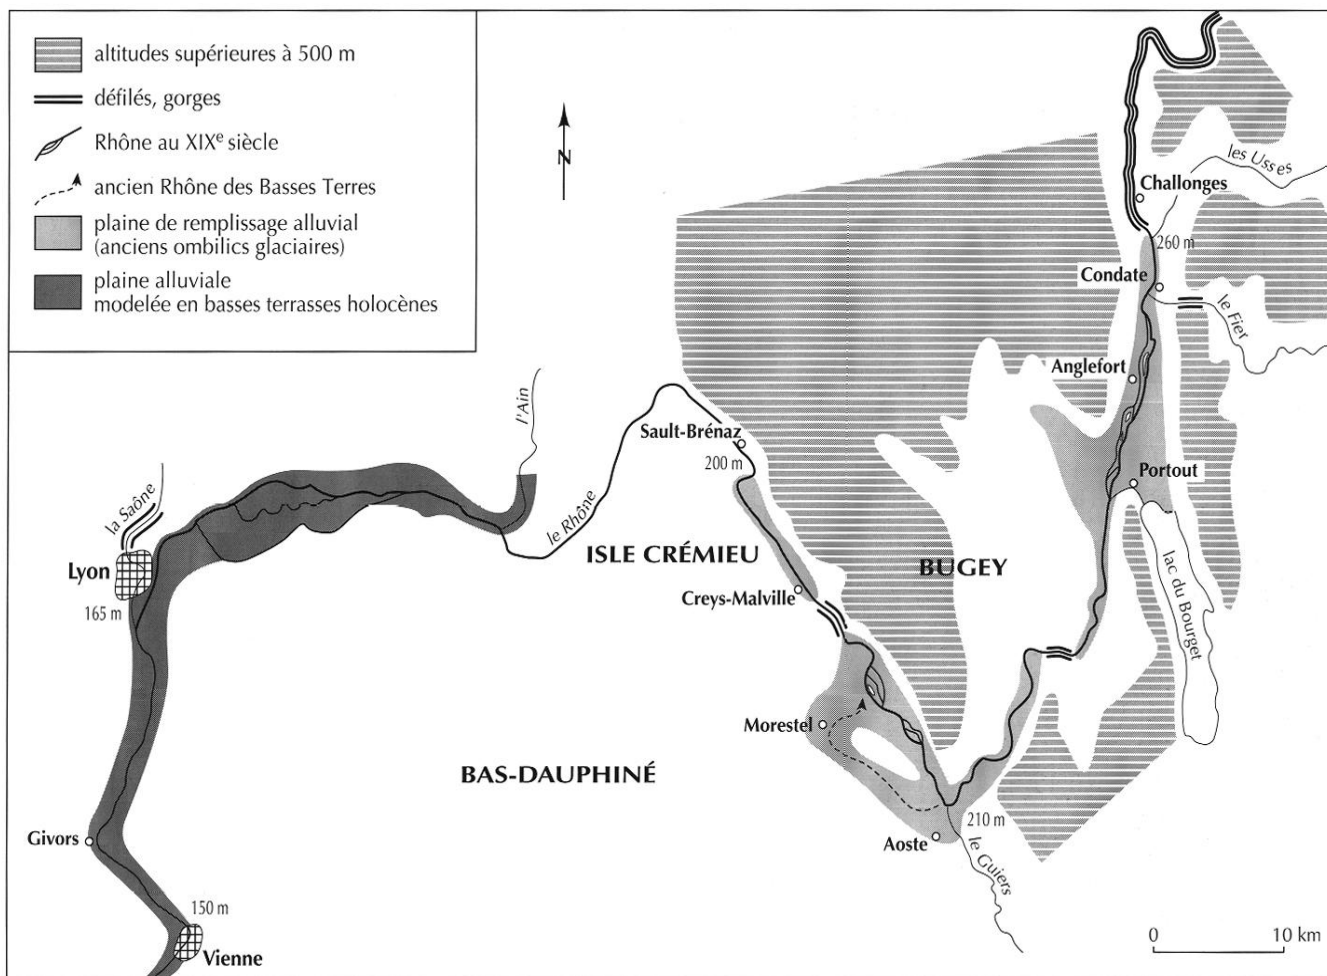 altitudes supérieures à 500 m
défilés, gorges
Rhône au XIXe siècle
ancien Rhône des Basses Terres
plaine de remplissage alluvial
(anciens ombilics glaciaires)
plaine alluviale
modelée en basses terrasses holocènes
N
les Usses
Challonges
260 m
Condate
le Fier
Anglefort
l'Ain
Sault-Brénaz
200 m
Portout
la Saône
le Rhône
ISLE CRÉMIEU
BUGEY
Lyon
165 m
Creys-Malville
lac du Bourget
Morestel
BAS-DAUPHINÉ
210 m
Givors
Aoste
le Guiers
150 m
Vienne
0 10 km